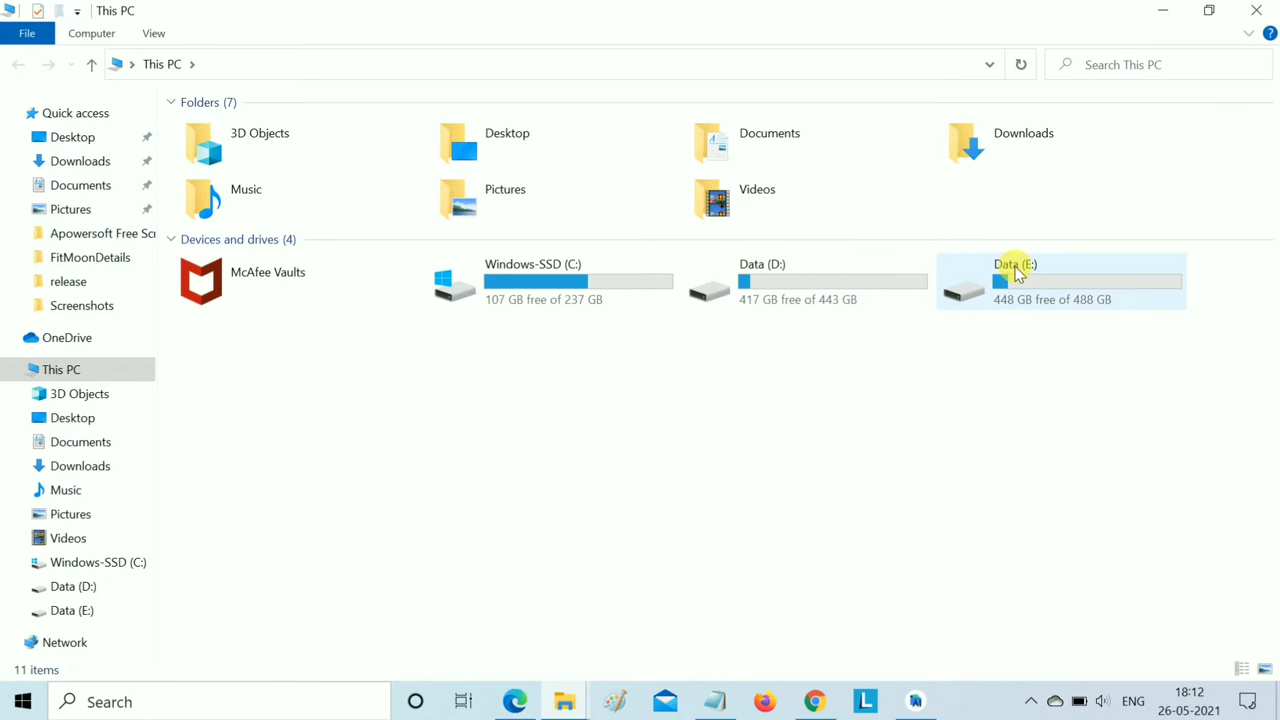 This PC
File
Computer
View
This PC
Search This PC
Quick access
Desktop
Downloads
Documents
Pictures
Apowersoft Free Scr
FitMoonDetails
release
Screenshots
OneDrive
This PC
3D Objects
Desktop
Documents
Downloads
Music
Pictures
Videos
Windows-SSD (C:)
Data (D:)
Data (E:)
Network
Folders (7)
3D Objects
Desktop
Documents
Downloads
Music
Pictures
Videos
Devices and drives (4)
McAfee Vaults
Windows-SSD (C:)
107 GB free of 237 GB
Data (D:)
417 GB free of 443 GB
Data (E:)
448 GB free of 488 GB
11 items
Search
L
ENG
18:12
26-05-2021